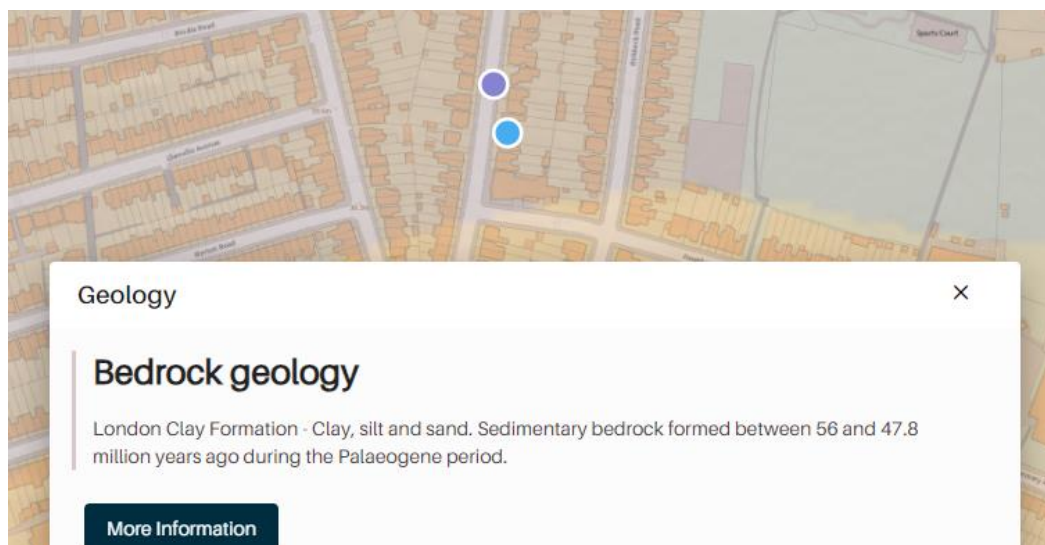 Sports Court
Geology
Bedrock geology
London Clay Formation - Clay, silt and sand. Sedimentary bedrock formed between 56 and 47.8
million years ago during the Palaeogene period.
More Information